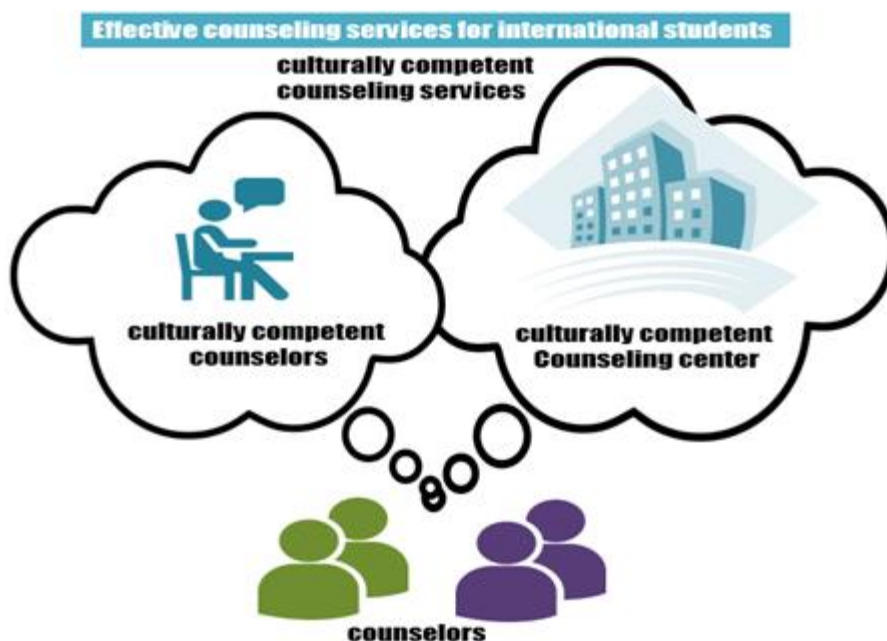 Effective counseling services for international students
culturally competent
counseling services
culturally competent
counselors
culturally competent
Counseling center
counselors